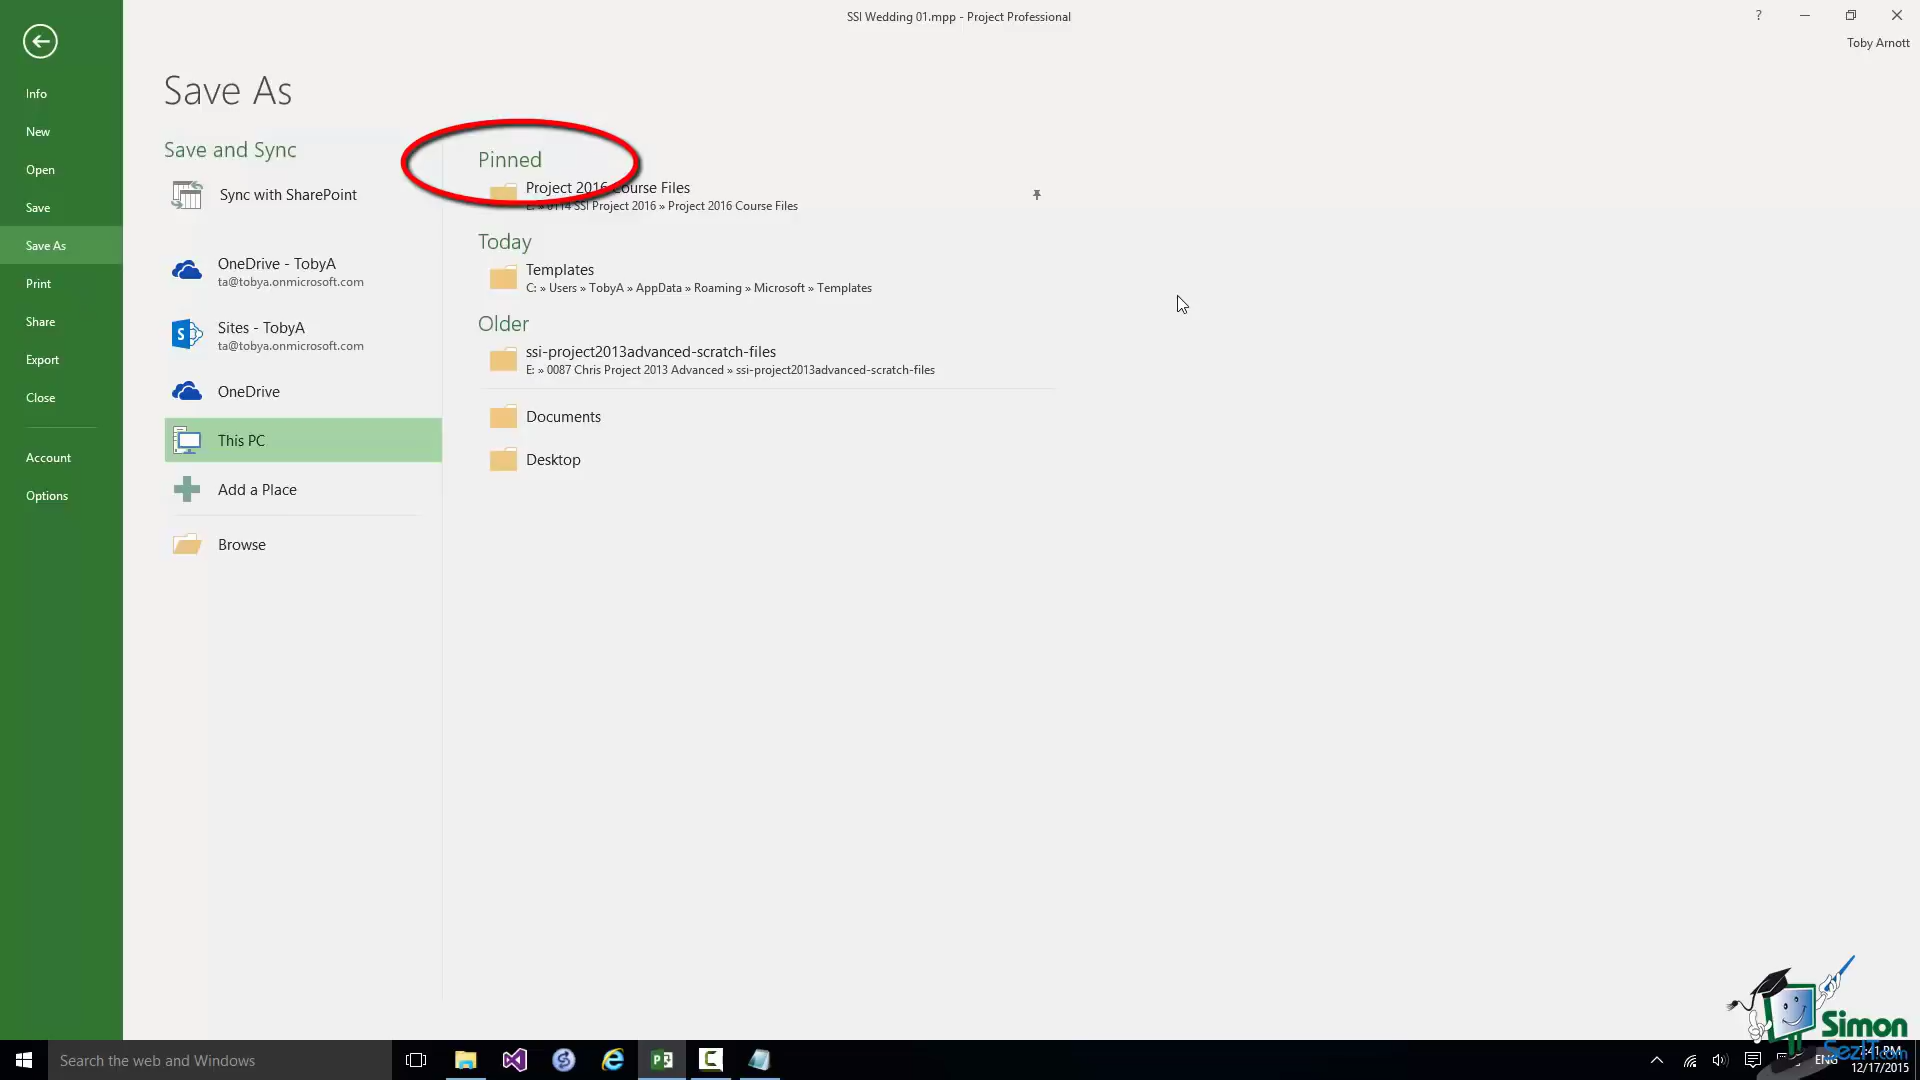 SSI Wedding 01.mpp - Project Professional
?
Toby Arnott
Info
New
Open
Save
Save As
Print
Share
Export
Close
Account
Options
Save As
Save and Sync
Sync with SharePoint
OneDrive - TobyA
ta@tobya.onmicrosoft.com
Sites - TobyA
ta@tobya.onmicrosoft.com
OneDrive
This PC
Add a Place
Browse
Pinned
Project 2016 Course Files
E: » 0114 SSI Project 2016 » Project 2016 Course Files
Today
Templates
C: » Users » TobyA » AppData » Roaming » Microsoft » Templates
Older
ssi-project2013advanced-scratch-files
E: » 0087 Chris Project 2013 Advanced » ssi-project2013advanced-scratch-files
Documents
Desktop
Simon
SezIT.com
Search the web and Windows
ENG
12/17/2015